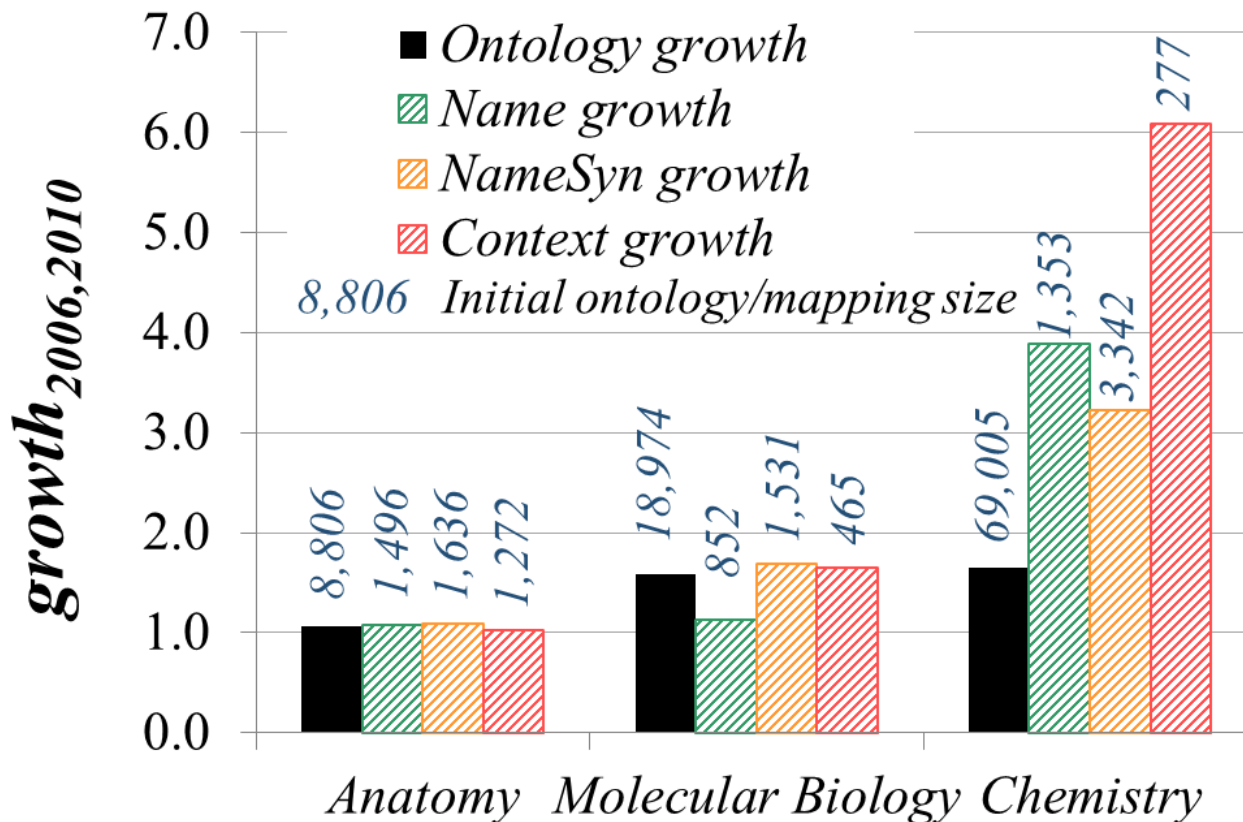 7.0
6.0
5.0
4.0
3.0
2.0
1.0
0.0
growth2006,2010
Ontology growth
Name growth
NameSyn growth
Context growth
8,806 Initial ontology/mapping size
8,806
1,496
1,636
1,272
18,974
852
1,531
465
69,005
1,353
3,342
277
Anatomy Molecular Biology Chemistry